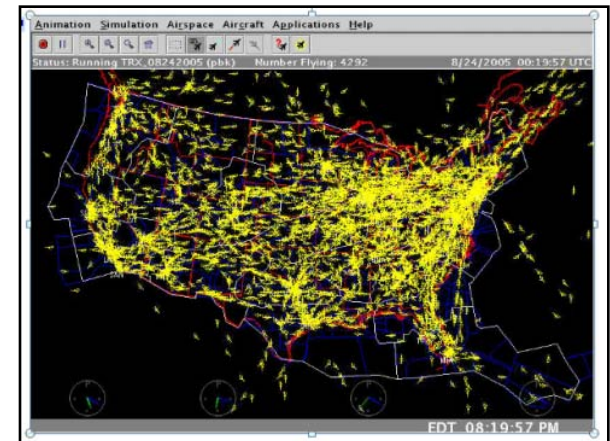 Animation Simulation Airspace Aircraft Applications Help
Status: Running TRX_08242005 (pbk) Number Flying: 4292 8/24/2005 00:19:57 UTC
EDT 08:19:57 PM